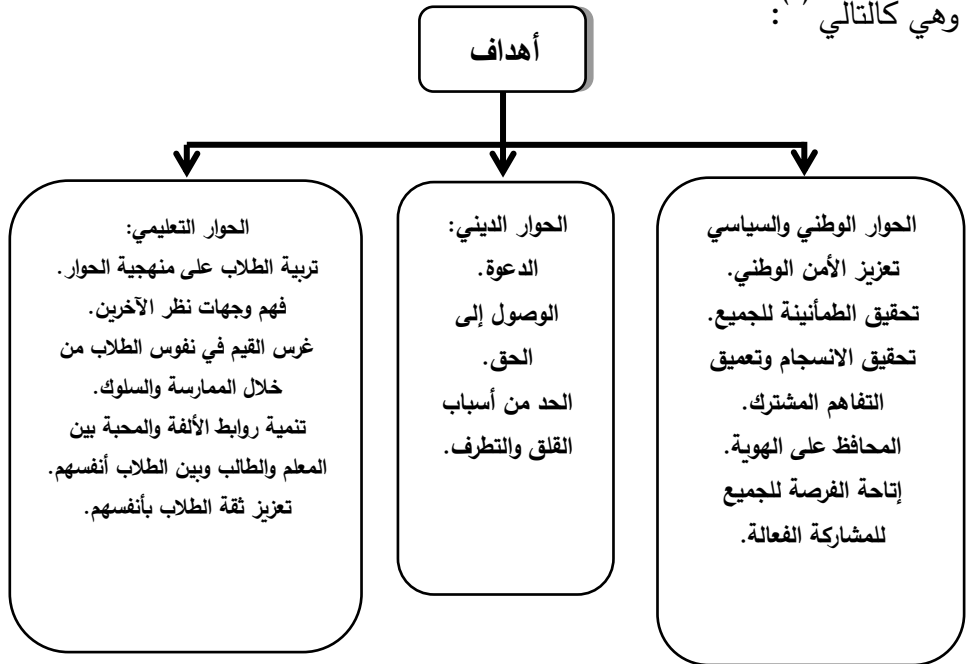 وهي كالتالي ( ):
أهداف
الحوار الوطني والسياسي
تعزيز الأمن الوطني.
تحقيق الطمأنينة للجميع.
تحقيق الانسجام وتعميق
التفاهم المشترك.
المحافظ على الهوية.
إتاحة الفرصة للجميع
للمشاركة الفعالة.
الحوار الديني:
الدعوة.
الوصول إلى
الحق.
الحد من أسباب
القلق والتطرف.
الحوار التعليمي:
تربية الطلاب على منهجية الحوار.
فهم وجهات نظر الآخرين.
غرس القيم في نفوس الطلاب من
خلال الممارسة والسلوك.
تنمية روابط الألفة والمحبة بين
المعلم والطالب وبين الطلاب أنفسهم.
تعزيز ثقة الطلاب بأنفسهم.